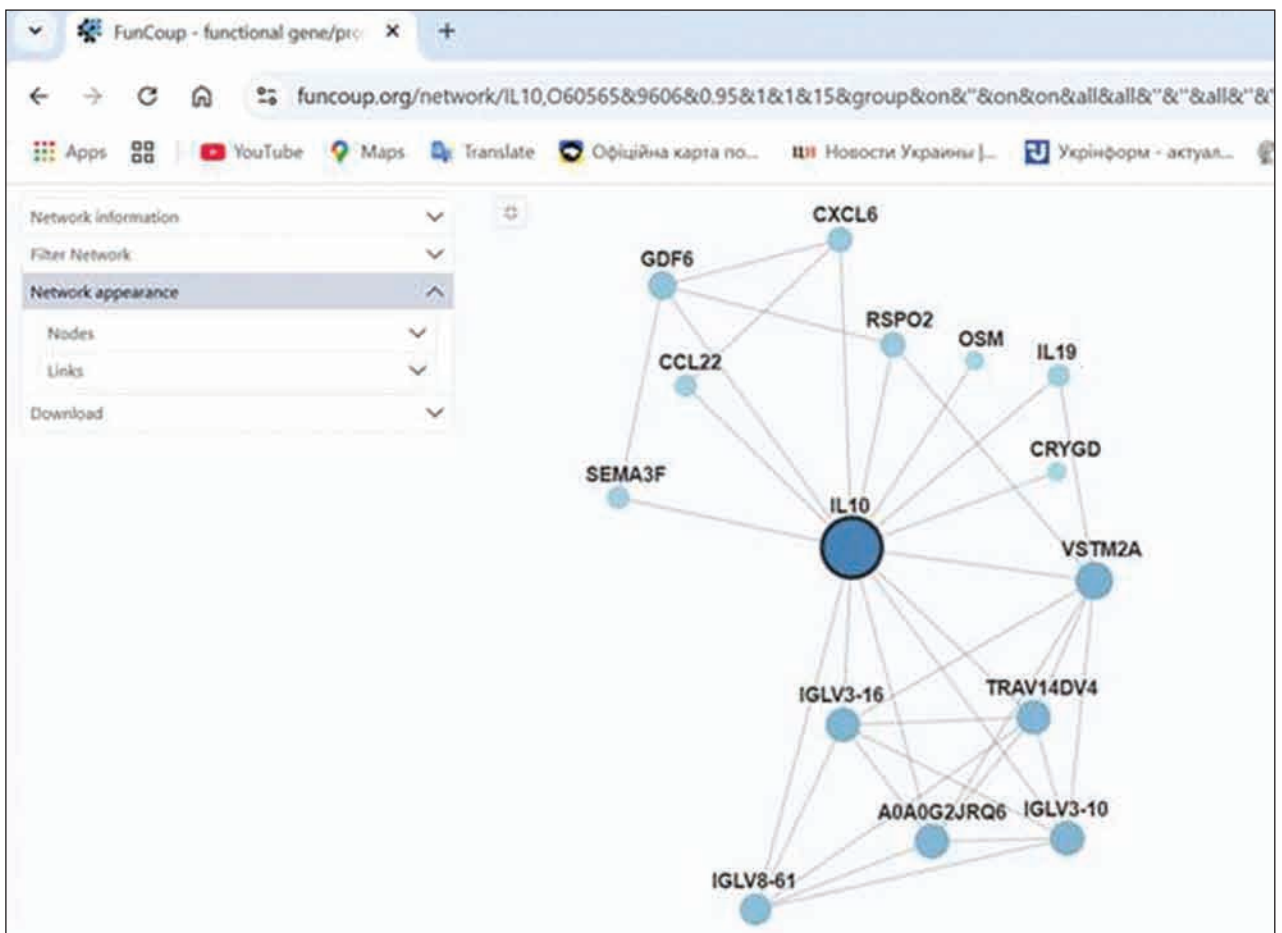 FunCoup - functional gene/pro
funcoup.org/network/IL10,O60565&9606&0.95&1&1&15&group&on&"&on&on&all&all&"&"&all&"&"
Apps YouTube Maps Translate Офіційна карта по... Новости Украины |... Укрінформ - актуал...
Network information
Filter Network
Network appearance
Nodes
Links
Download
CXCL6
GDF6
RSPO2
OSM
IL19
CCL22
CRYGD
SEMA3F
IL10
VSTM2A
IGLV3-16
TRAV14DV4
A0A0G2JRQ6
IGLV3-10
IGLV8-61